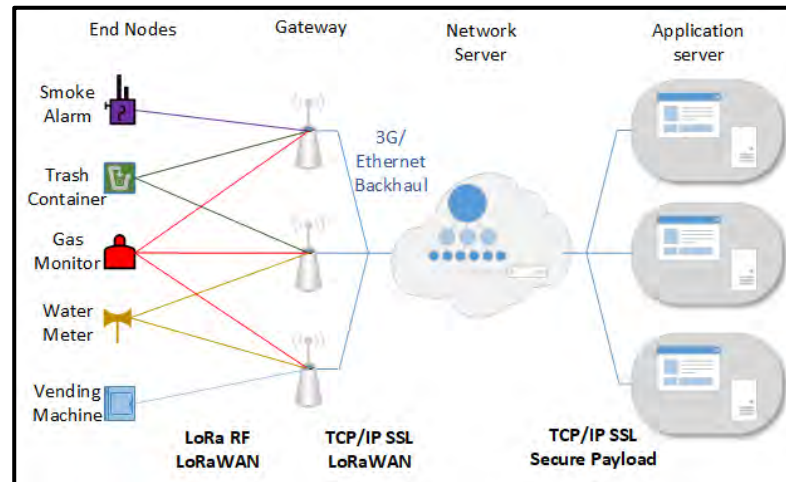 End Nodes
Gateway
Network
Server
Application
server
Smoke
Alarm
Trash
Container
Gas
Monitor
Water
Meter
Vending
Machine
3G/
Ethernet
Backhaul
LoRa RF
LoRaWAN
TCP/IP SSL
LoRaWAN
TCP/IP SSL
Secure Payload